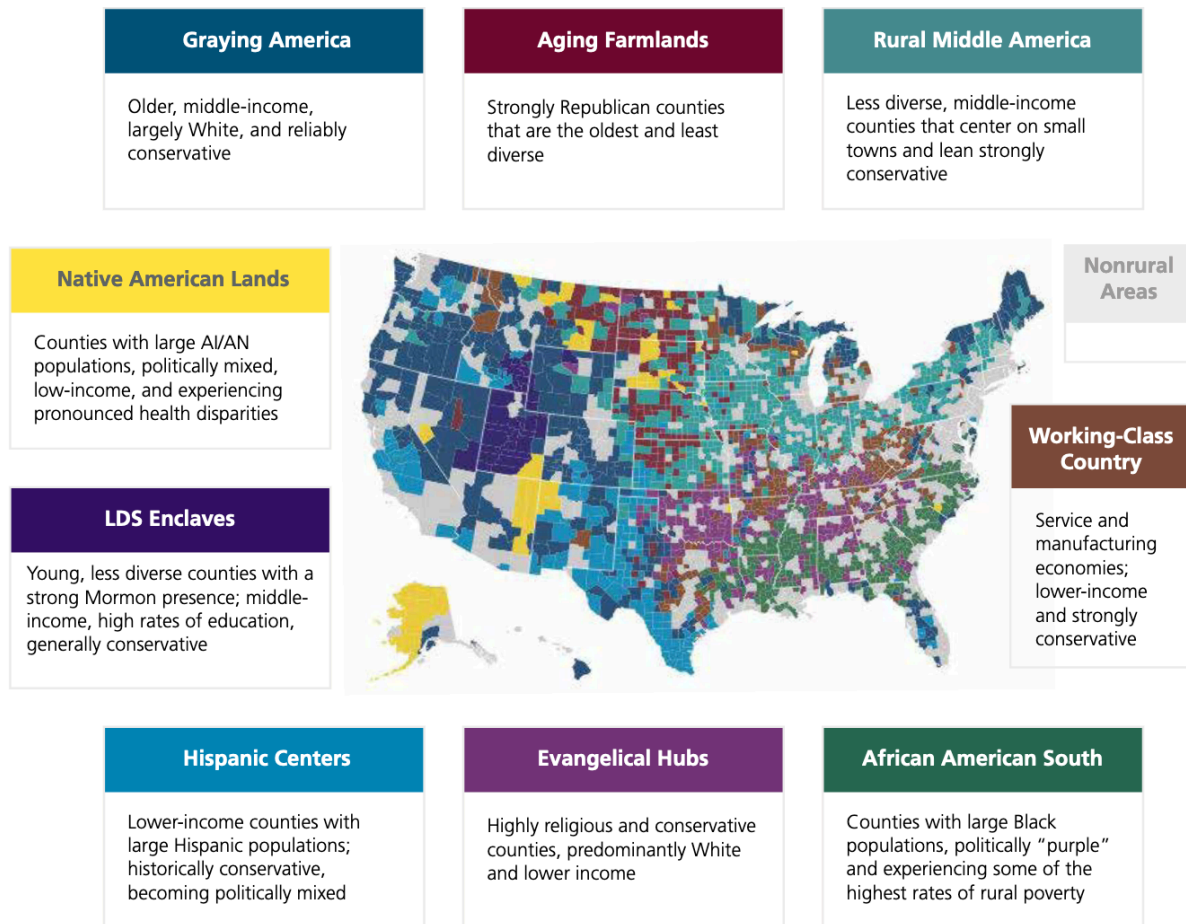 Graying America
Older, middle-income,
largely White, and reliably
conservative
Aging Farmlands
Strongly Republican counties
that are the oldest and least
diverse
Rural Middle America
Less diverse, middle-income
counties that center on small
towns and lean strongly
conservative
Native American Lands
Counties with large AI/AN
populations, politically mixed,
low-income, and experiencing
pronounced health disparities
Nonrural
Areas
LDS Enclaves
Young, less diverse counties with a
strong Mormon presence; middle-
income, high rates of education,
generally conservative
Working-Class
Country
Service and
manufacturing
economies;
lower-income
and strongly
conservative
Hispanic Centers
Lower-income counties with
large Hispanic populations;
historically conservative,
becoming politically mixed
Evangelical Hubs
Highly religious and conservative
counties, predominantly White
and lower income
African American South
Counties with large Black
populations, politically “purple”
and experiencing some of the
highest rates of rural poverty